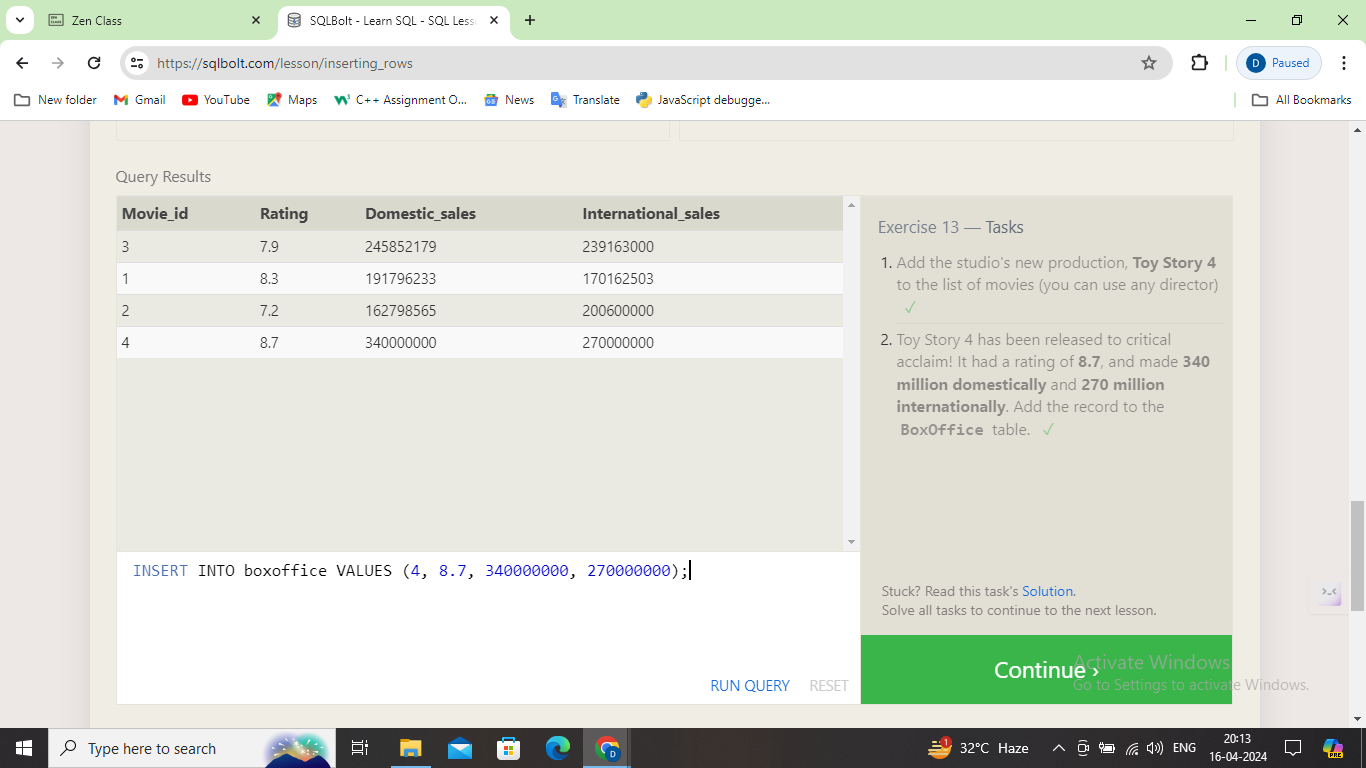 Zen Class
SQLBolt - Learn SQL - SQL Less
https://sqlbolt.com/lesson/inserting_rows
D Paused
New folder
Gmail
YouTube
Maps
C++ Assignment O...
News
Translate
JavaScript debugge...
All Bookmarks
Query Results
Movie_id Rating Domestic_sales International_sales
3 7.9 245852179 239163000
1 8.3 191796233 170162503
2 7.2 162798565 200600000
4 8.7 340000000 270000000
INSERT INTO boxoffice VALUES (4, 8.7, 340000000, 270000000);
RUN QUERY RESET
Exercise 13 — Tasks
1. Add the studio's new production, Toy Story 4
to the list of movies (you can use any director)
✓
2. Toy Story 4 has been released to critical
acclaim! It had a rating of 8.7, and made 340
million domestically and 270 million
internationally. Add the record to the
BoxOffice table. ✓
Stuck? Read this task's Solution.
Solve all tasks to continue to the next lesson.
Continue ›
Activate Windows
Go to Settings to activate Windows.
Type here to search
1
32°C Haze
ENG
20:13
16-04-2024
D
PRE